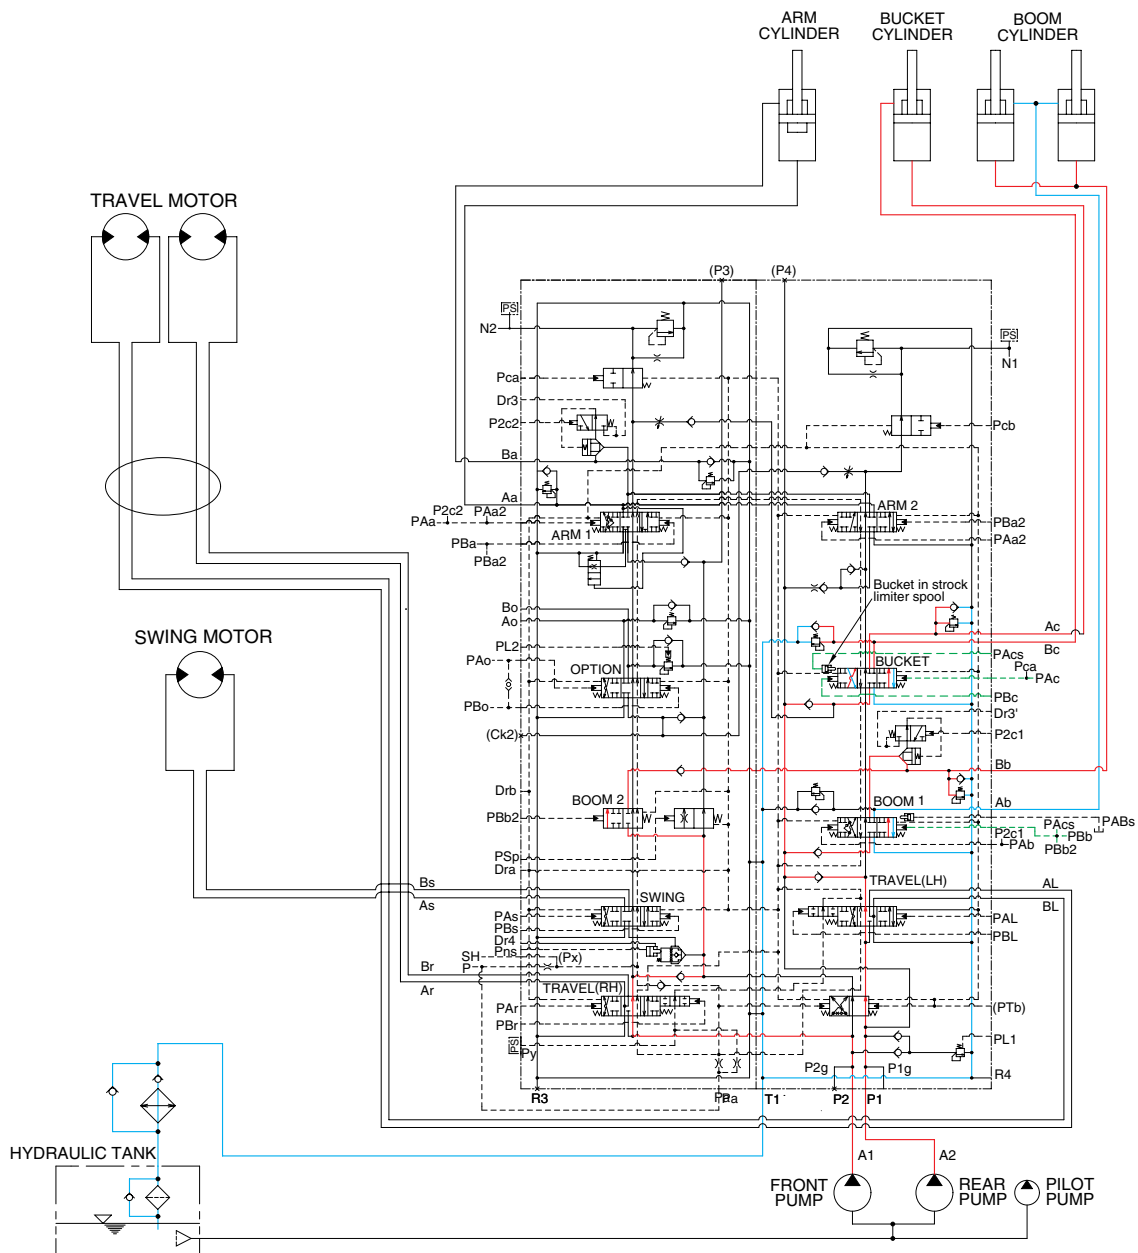 ARM
CYLINDER
BUCKET
CYLINDER
BOOM
CYLINDER
TRAVEL MOTOR
(P3)
(P4)
PS
N2
PS
N1
Pca
Dr3
P2c2
Pcb
Ba
Aa
P2c2
PAa2
PAa
ARM 1
ARM 2
PBa2
PBa
PAa2
PBa2
Bucket in strock
limiter spool
Bo
Ao
Ac
Bc
SWING MOTOR
PL2
PAo
OPTION
BUCKET
PAcs
Pca
PAc
PBc
PBo
Dr3'
(Ck2)
P2c1
Bb
Drb
BOOM 2
BOOM 1
Ab
PBb2
P2c1
PAcs
PABs
PBb
PAb
PBb2
PSp
Dra
TRAVEL(LH)
Bs
As
SWING
AL
BL
PAs
PBs
PAL
PBL
Dr4
Pns
SH
P
(Px)
Br
Ar
TRAVEL(RH)
PAr
(PTb)
PBr
PS
Py
PL1
P2g
P1g
R4
R3
T1
P2
P1
HYDRAULIC TANK
A1
A2
FRONT
PUMP
REAR
PUMP
PILOT
PUMP